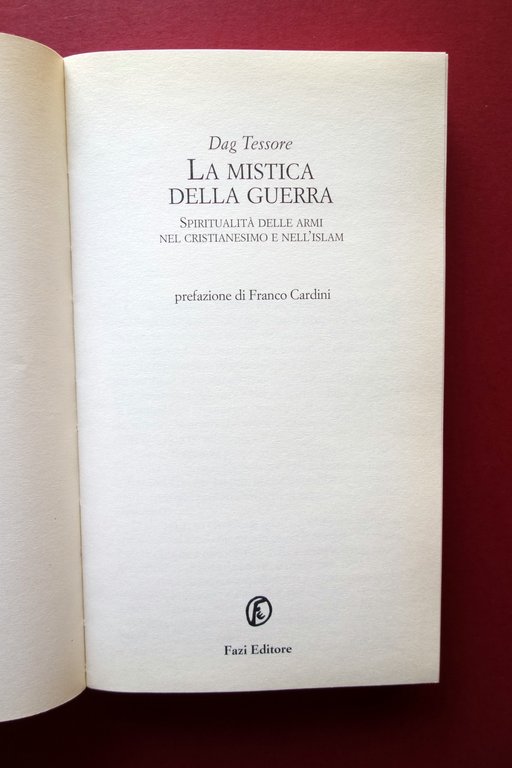 Dag Tessore
LA MISTICA
DELLA GUERRA
SPIRITUALITÀ DELLE ARMI
NEL CRISTIANESIMO E NELL'ISLAM
prefazione di Franco Cardini
Fe
Fazi Editore